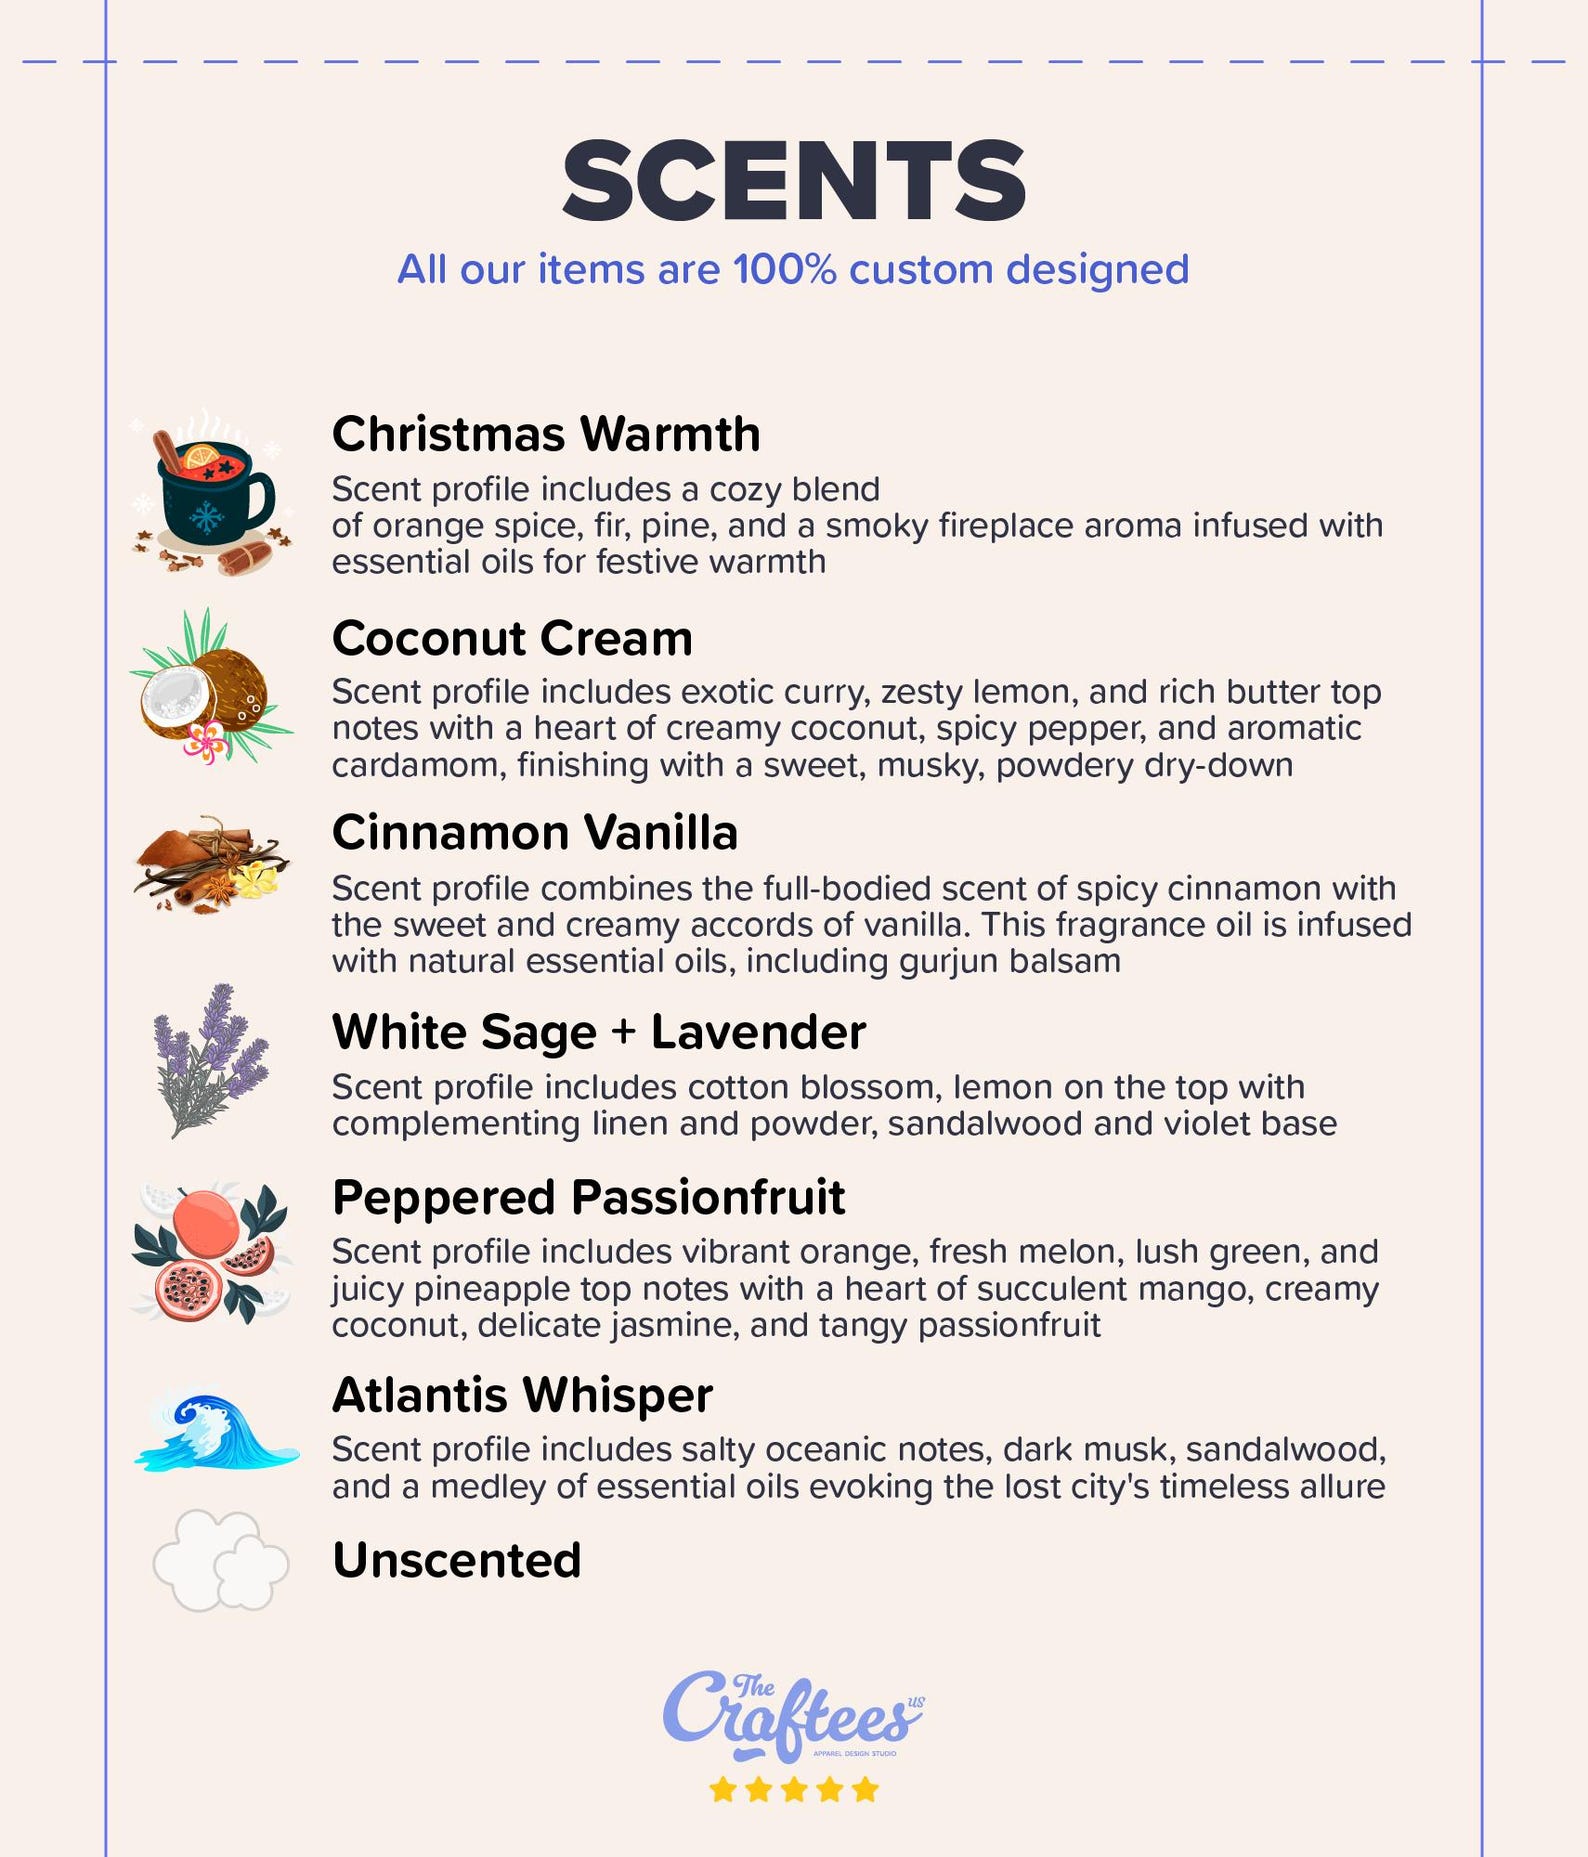 SCENTS
All our items are 100% custom designed
Christmas Warmth
Scent profile includes a cozy blend
of orange spice, fir, pine, and a smoky fireplace aroma infused with
essential oils for festive warmth
Coconut Cream
Scent profile includes exotic curry, zesty lemon, and rich butter top
notes with a heart of creamy coconut, spicy pepper, and aromatic
cardamom, finishing with a sweet, musky, powdery dry-down
Cinnamon Vanilla
Scent profile combines the full-bodied scent of spicy cinnamon with
the sweet and creamy accords of vanilla. This fragrance oil is infused
with natural essential oils, including gurjun balsam
White Sage + Lavender
Scent profile includes cotton blossom, lemon on the top with
complementing linen and powder, sandalwood and violet base
Peppered Passionfruit
Scent profile includes vibrant orange, fresh melon, lush green, and
juicy pineapple top notes with a heart of succulent mango, creamy
coconut, delicate jasmine, and tangy passionfruit
Atlantis Whisper
Scent profile includes salty oceanic notes, dark musk, sandalwood,
and a medley of essential oils evoking the lost city's timeless allure
Unscented
The
Craftees US
APPAREL DESIGN STUDIO